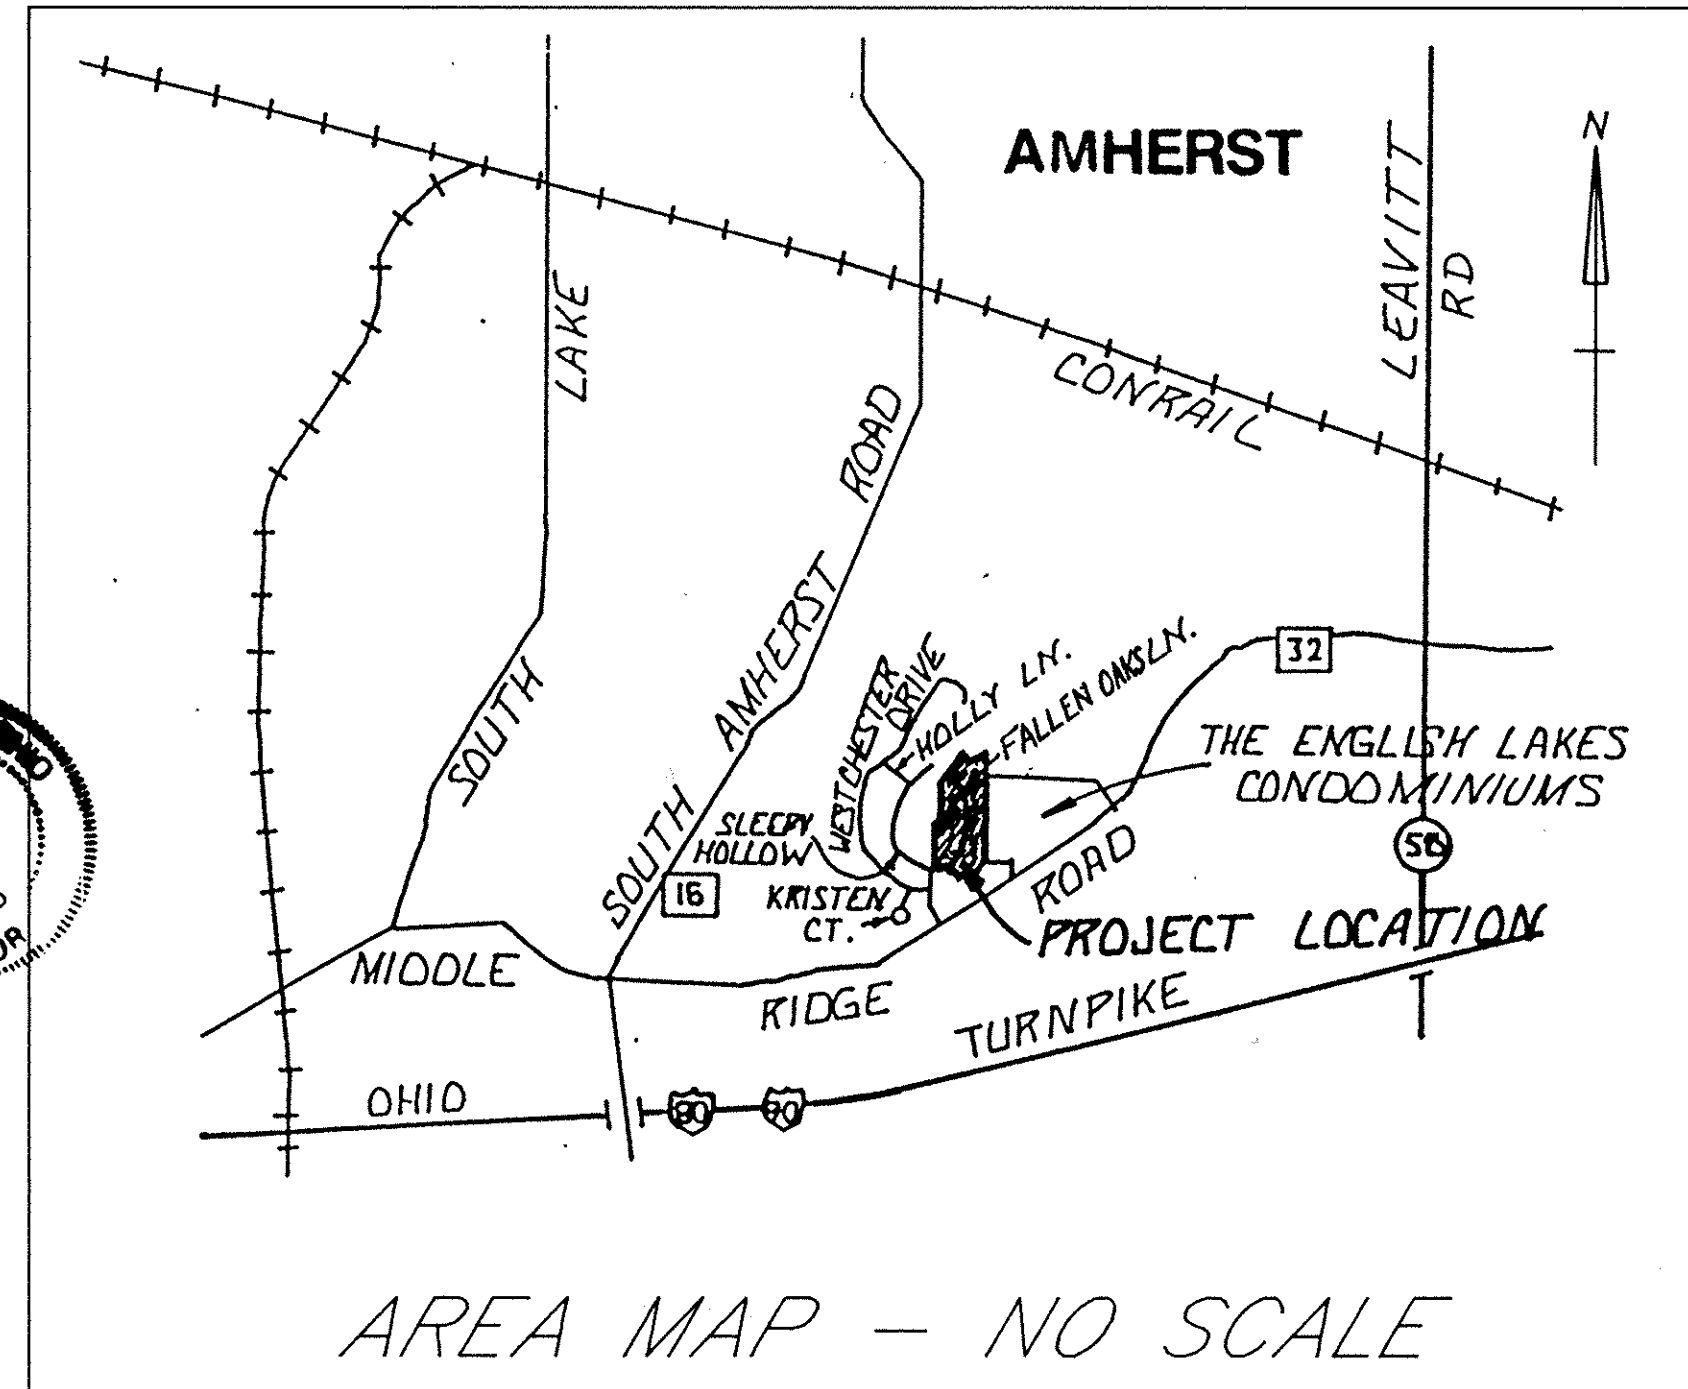 AMHERST
N
LEAVITT
RD
LAKE
CONRAIL
ROAD
AMHERST
SOUTH
SOUTH
32
WESTCHESTER
DRIVE
HOLLY LN.
FALLEN OAKS LN.
THE ENGLISH LAKES
CONDOMINIUMS
SLEEPY
HOLLOW
58
16
KRISTEN
CT.
ROAD
PROJECT LOCATION
MIDDLE
RIDGE
TURNPIKE
OHIO
80
90
AREA MAP — NO SCALE